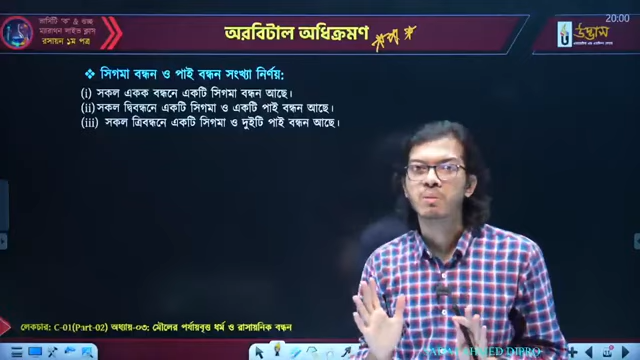 ভার্সিটি 'ক' & গুচ্ছ
ম্যারাথন লাইভ ক্লাস
রসায়ন ১ম পত্র
অরবিটাল অধিক্রমণ
20:00
উদ্ভাস
❖ সিগমা বন্ধন ও পাই বন্ধন সংখ্যা নির্ণয়:
(i) সকল একক বন্ধনে একটি সিগমা বন্ধন আছে।
(ii) সকল দ্বিবন্ধনে একটি সিগমা ও একটি পাই বন্ধন আছে।
(iii) সকল ত্রিবন্ধনে একটি সিগমা ও দুইটি পাই বন্ধন আছে।
লেকচার: C-01(Part-02) অধ্যায়-০৩: মৌলের পর্যায়বৃত্ত ধর্ম ও রাসায়নিক বন্ধন